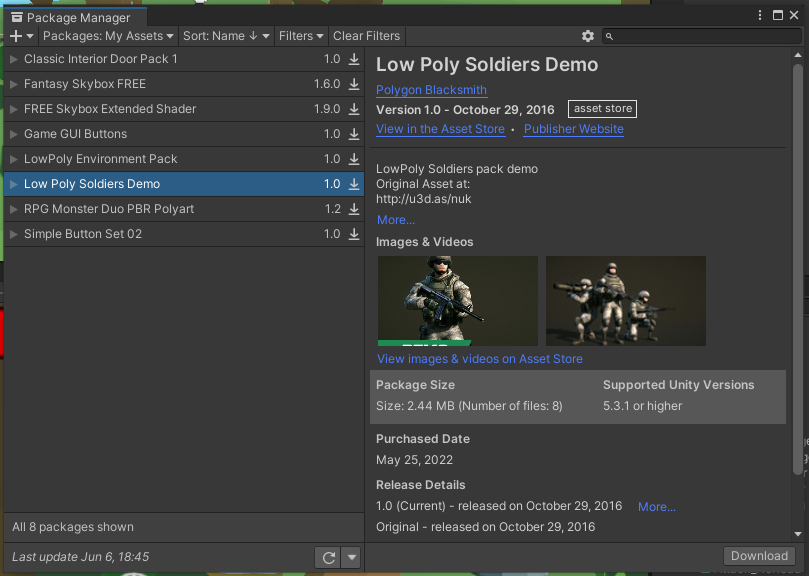 Package Manager
Packages: My Assets
Sort: Name ↓
Filters
Clear Filters
Classic Interior Door Pack 1 1.0
Fantasy Skybox FREE 1.6.0
FREE Skybox Extended Shader 1.9.0
Game GUI Buttons 1.0
LowPoly Environment Pack 1.0
Low Poly Soldiers Demo 1.0
RPG Monster Duo PBR Polyart 1.2
Simple Button Set 02 1.0
All 8 packages shown
Last update Jun 6, 18:45
Low Poly Soldiers Demo
Polygon Blacksmith
Version 1.0 - October 29, 2016 asset store
View in the Asset Store • Publisher Website
LowPoly Soldiers pack demo
Original Asset at:
http://u3d.as/nuk
More...
Images & Videos
View images & videos on Asset Store
Package Size Supported Unity Versions
Size: 2.44 MB (Number of files: 8) 5.3.1 or higher
Purchased Date
May 25, 2022
Release Details
1.0 (Current) - released on October 29, 2016 More...
Original - released on October 29, 2016
Download